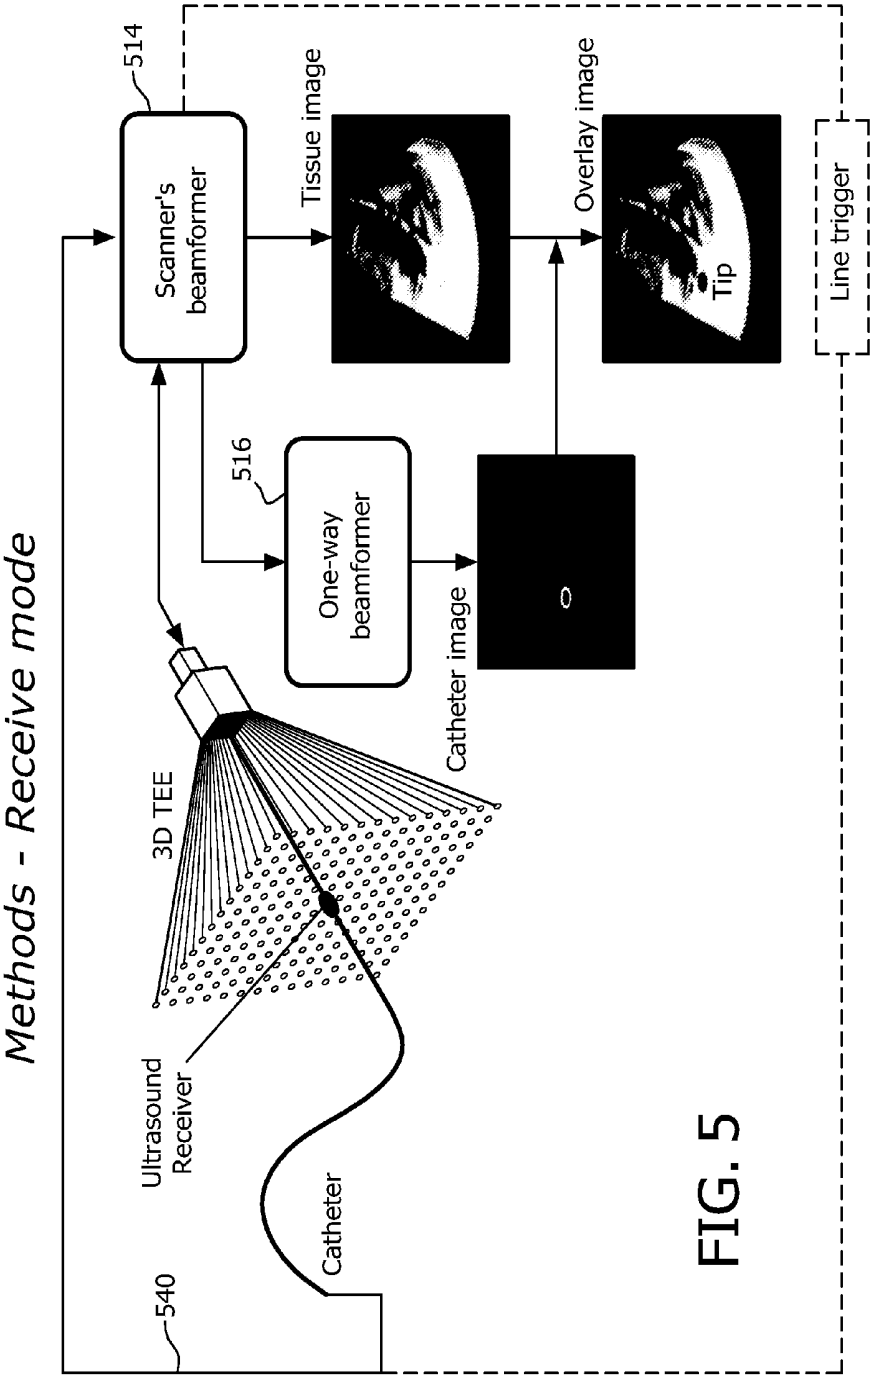 Methods - Receive mode
540
Catheter
Ultrasound
Receiver
3D TEE
514
Scanner's
beamformer
516
One-way
beamformer
Tissue image
Catheter image
Overlay image
Tip
Line trigger
FIG. 5